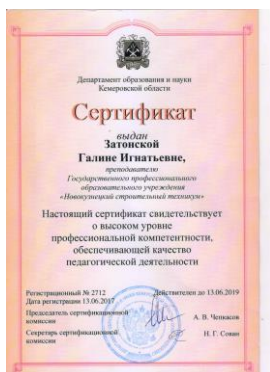 Департамент образования и науки
Кемеровской области
Сертификат
выдан
Затонской
Галине Игнатьевне,
преподавателю
Государственного профессионального
образовательного учреждения
«Новокузнецкий строительный техникум»
Настоящий сертификат свидетельствует
о высоком уровне
профессиональной компетентности,
обеспечивающей качество
педагогической деятельности
Регистрационный № 2712
Действителен до 13.06.2019
Дата регистрации 13.06.2017
Председатель сертификационной
комиссии
А. В. Чепкасов
Секретарь сертификационной
комиссии
Н. Г. Сован